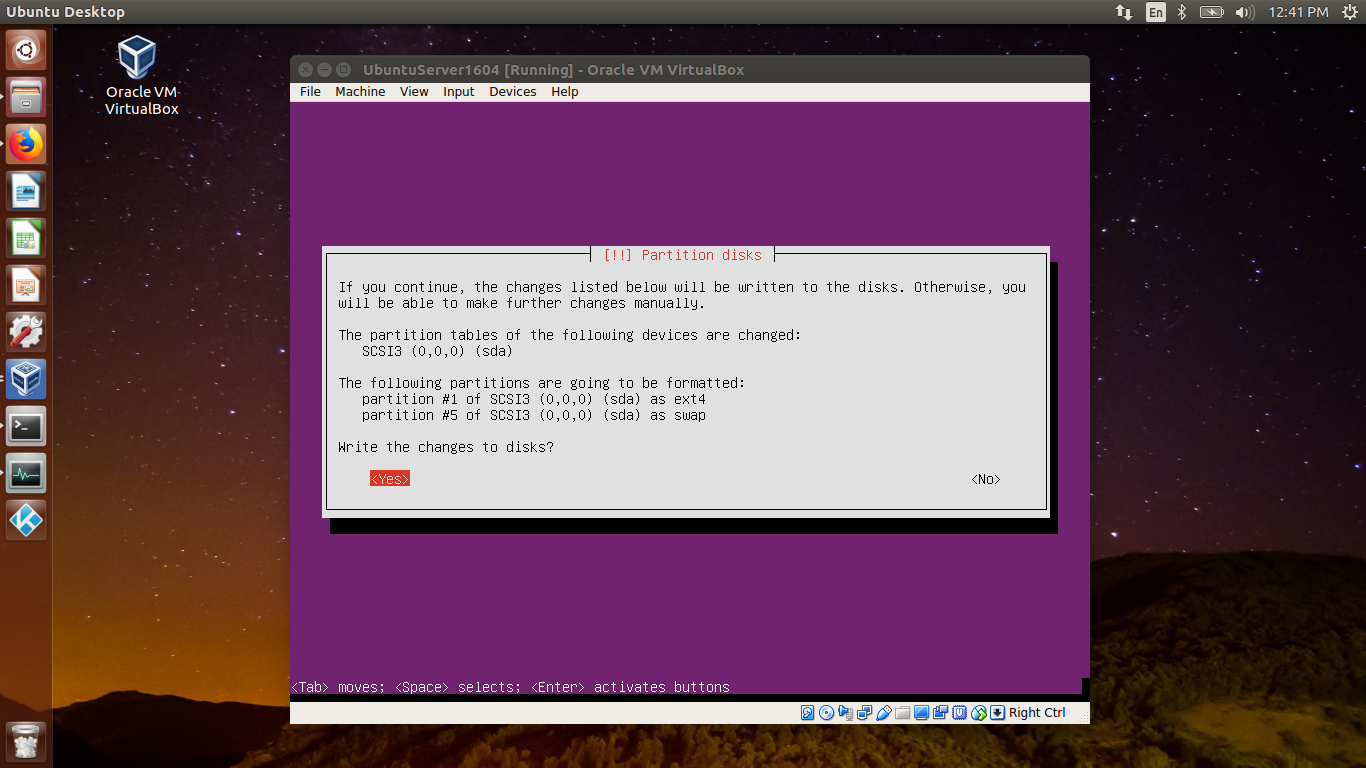 Ubuntu Desktop
En
12:41 PM
Oracle VM
VirtualBox
UbuntuServer1604 [Running] - Oracle VM VirtualBox
File Machine View Input Devices Help
[!!] Partition disks
If you continue, the changes listed below will be written to the disks. Otherwise, you
will be able to make further changes manually.
The partition tables of the following devices are changed:
SCSI3 (0,0,0) (sda)
The following partitions are going to be formatted:
partition #1 of SCSI3 (0,0,0) (sda) as ext4
partition #5 of SCSI3 (0,0,0) (sda) as swap
Write the changes to disks?
<Yes> <No>
<Tab> moves; <Space> selects; <Enter> activates buttons
Right Ctrl